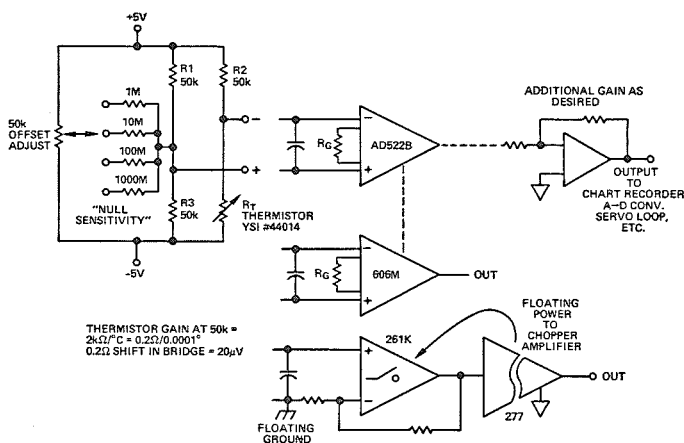 +5V
R1
50k
R2
50k
1M
10M
100M
1000M
50k
OFFSET
ADJUST
"NULL
SENSITIVITY"
R3
50k
RT
THERMISTOR
YSI #44014
-5V
−
+
−
RG
AD522B
+
ADDITIONAL GAIN AS
DESIRED
OUTPUT
TO
CHART RECORDER
A–D CONV.
SERVO LOOP,
ETC.
−
RG
606M
+
OUT
THERMISTOR GAIN AT 50k =
2kΩ/°C = 0.2Ω/0.0001°
0.2Ω SHIFT IN BRIDGE = 20μV
+
261K
−
FLOATING
GROUND
FLOATING
POWER
TO
CHOPPER
AMPLIFIER
277
OUT